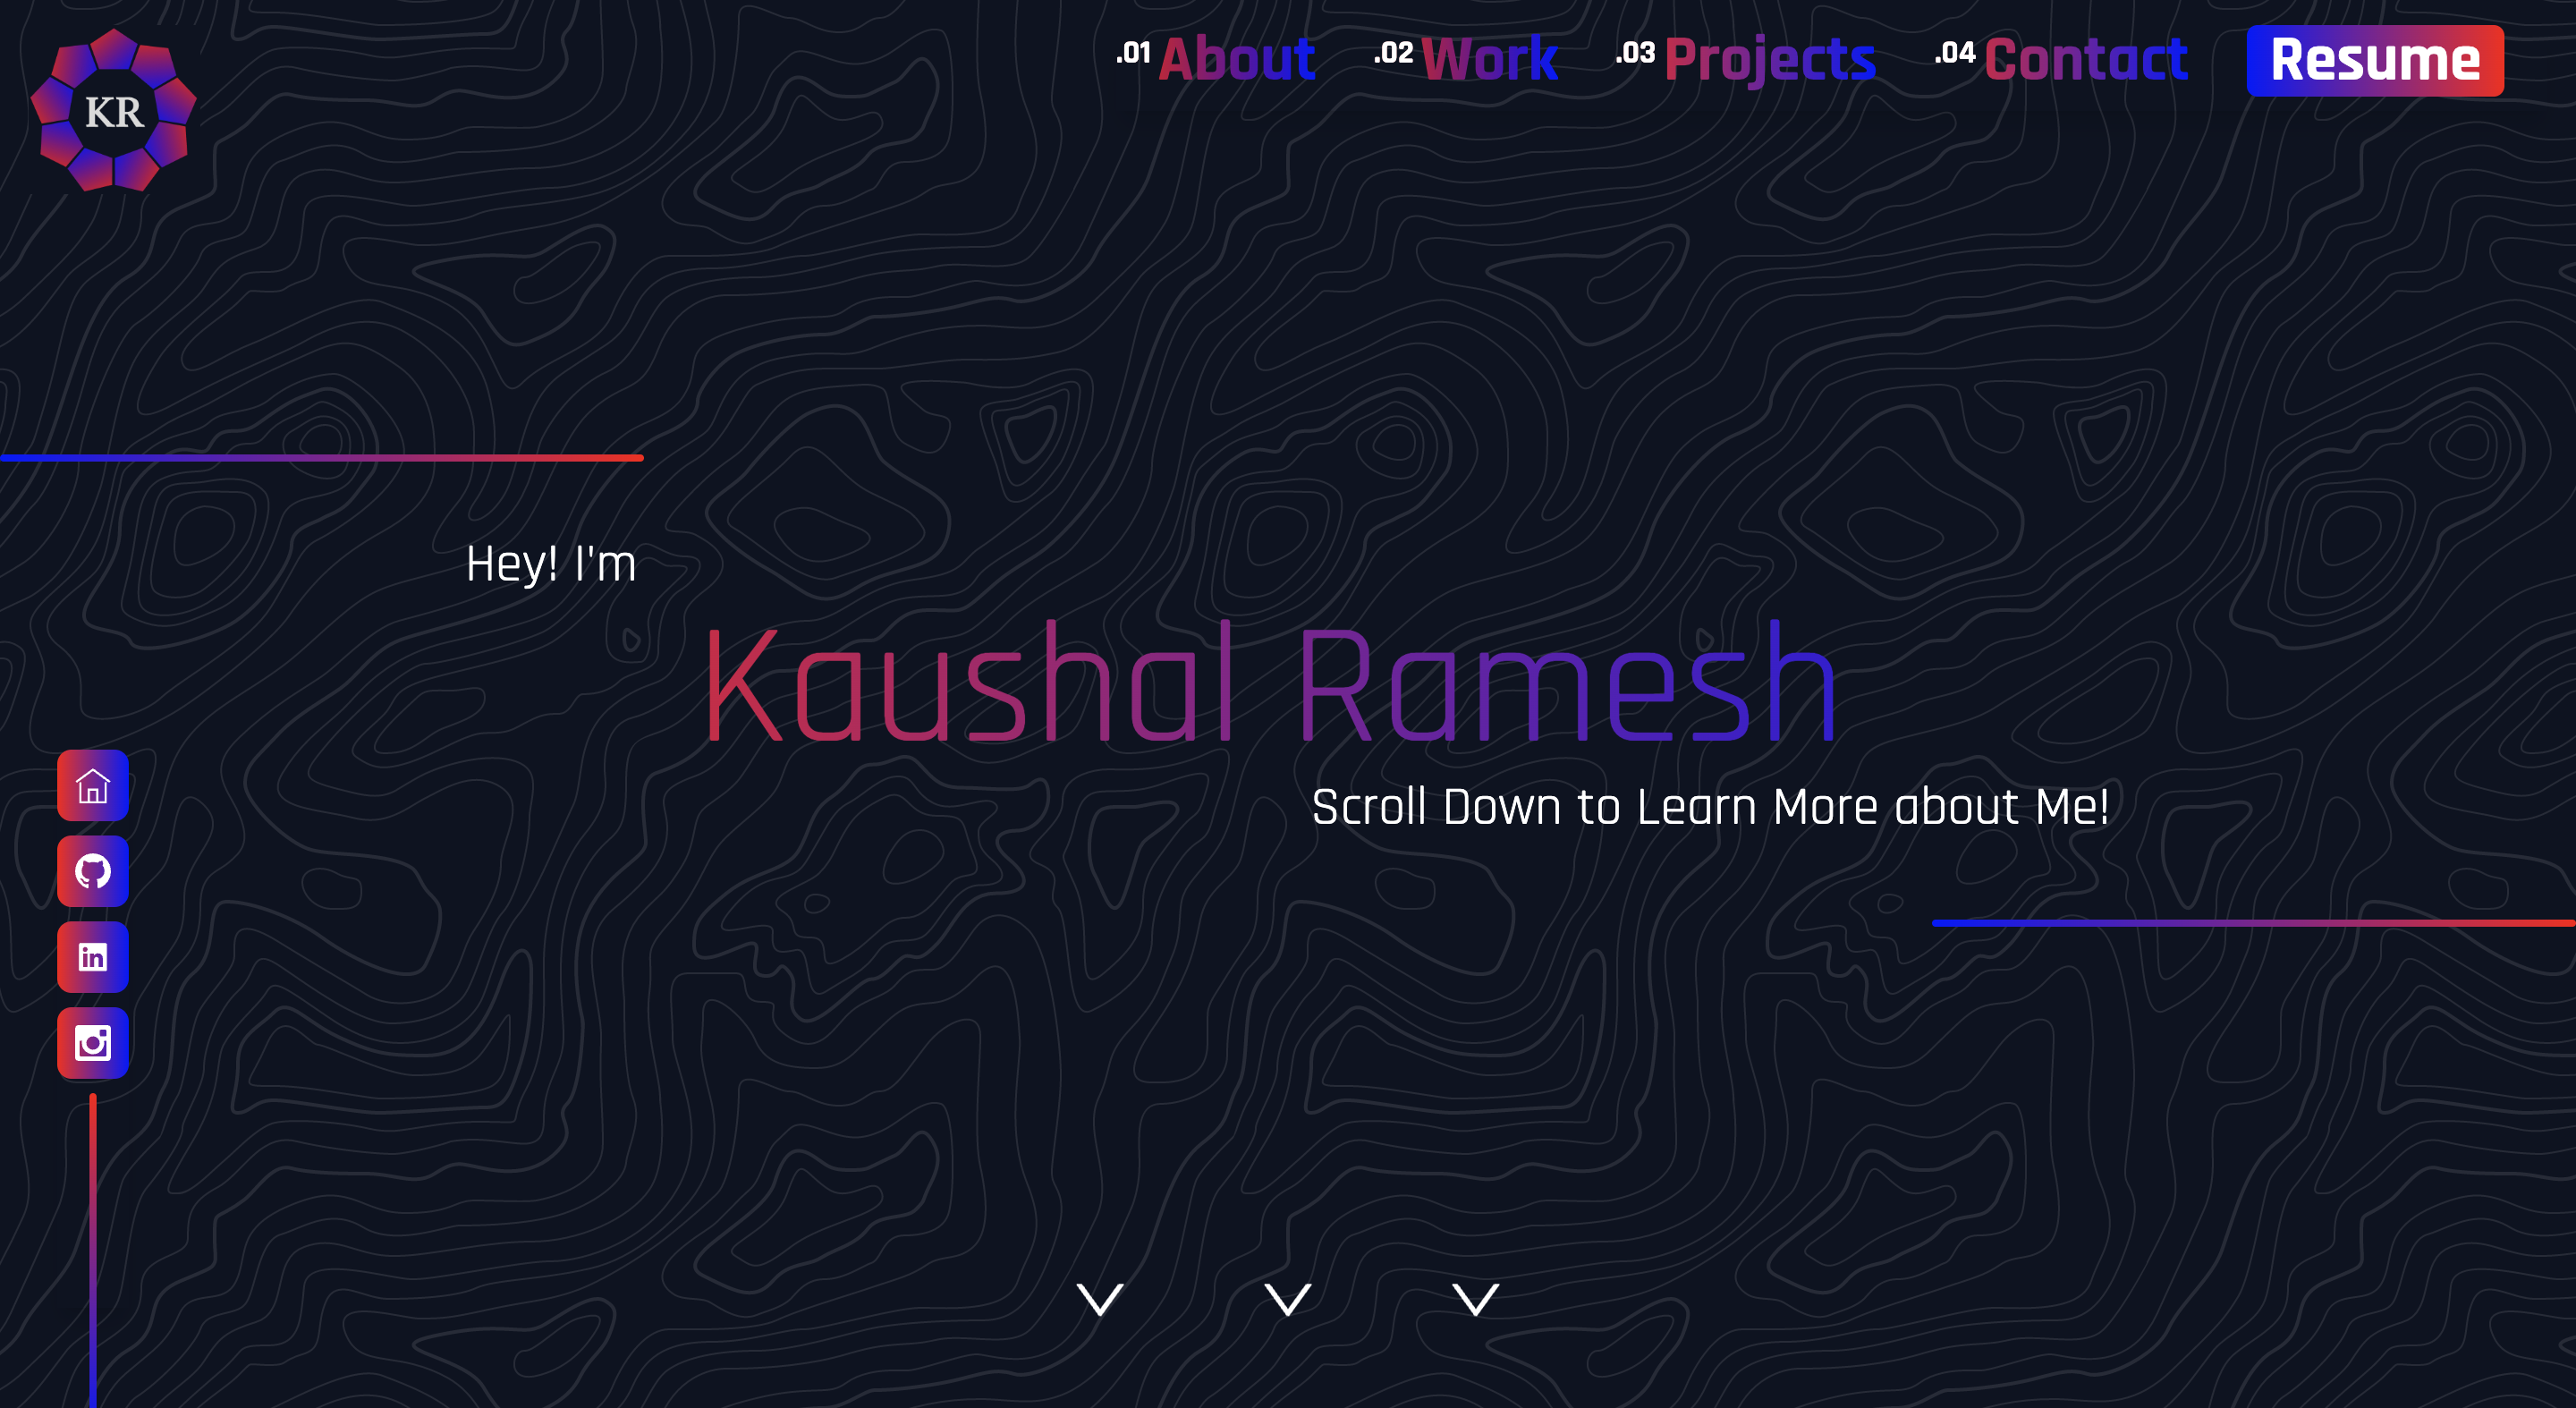 KR
.01 About .02 Work .03 Projects .04 Contact Resume
Hey! I'm
Kaushal Ramesh
Scroll Down to Learn More about Me!
in